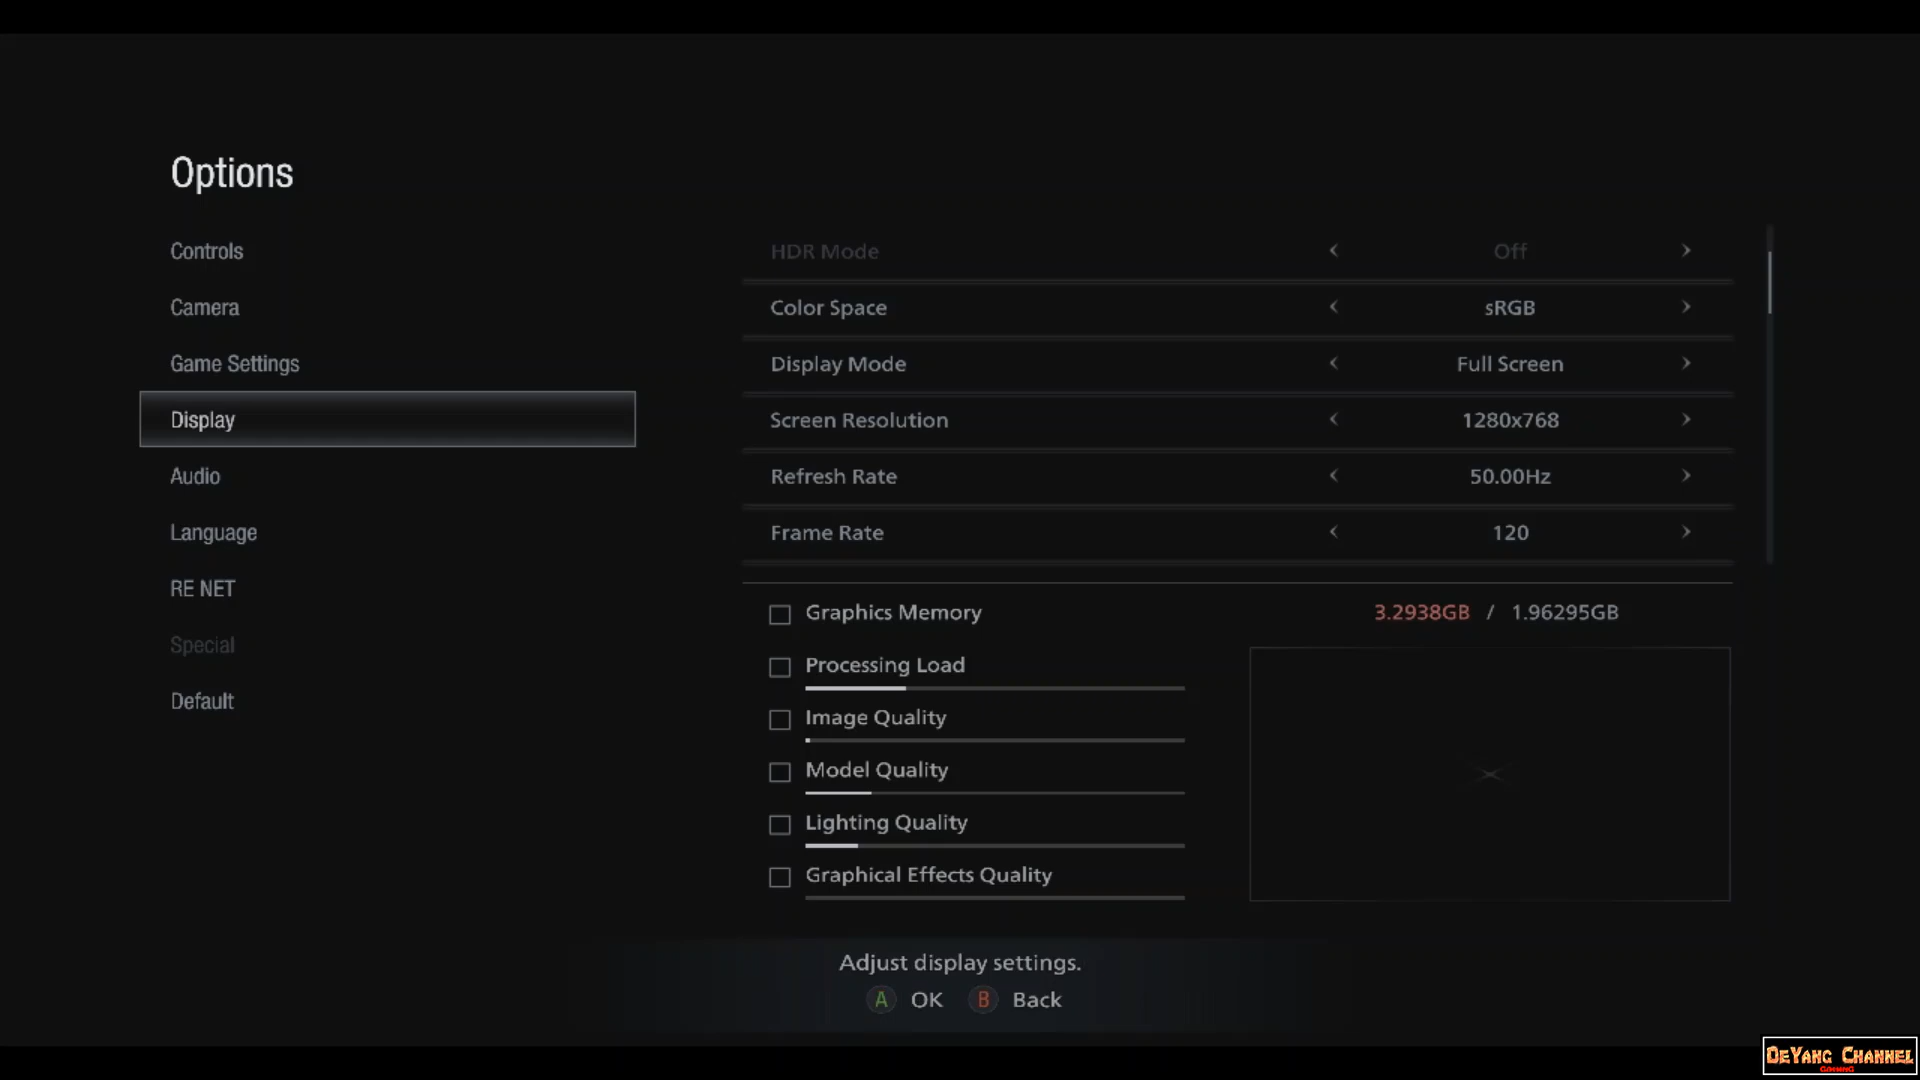 Options
Controls
Camera
Game Settings
Display
Audio
Language
RE NET
Special
Default
HDR Mode Off
Color Space sRGB
Display Mode Full Screen
Screen Resolution 1280x768
Refresh Rate 50.00Hz
Frame Rate 120
Graphics Memory 3.2938GB / 1.96295GB
Processing Load
Image Quality
Model Quality
Lighting Quality
Graphical Effects Quality
Adjust display settings.
A OK B Back
DeYang Channel
GAMING